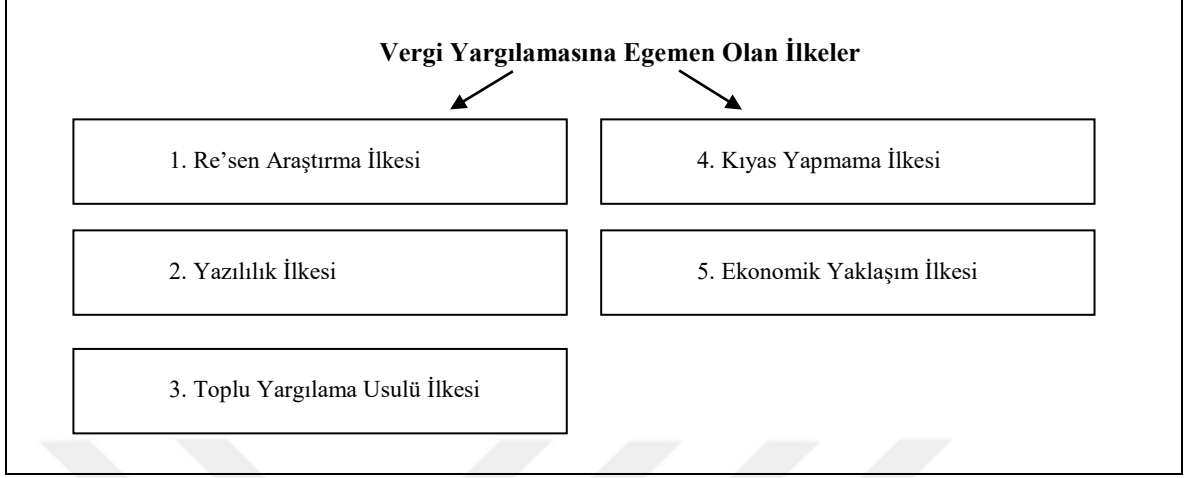 Vergi Yargılamasına Egemen Olan İlkeler
1. Re’sen Araştırma İlkesi
2. Yazılılık İlkesi
3. Toplu Yargılama Usulü İlkesi
4. Kıyas Yapmama İlkesi
5. Ekonomik Yaklaşım İlkesi